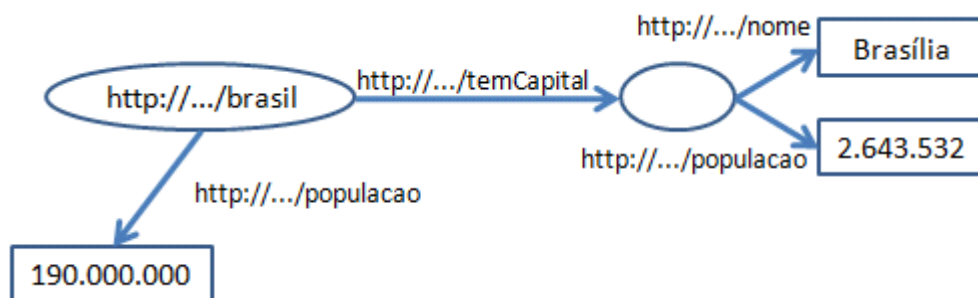 http://.../nome
Brasília
http://.../brasil
http://.../temCapital
http://.../populacao
2.643.532
http://.../populacao
190.000.000